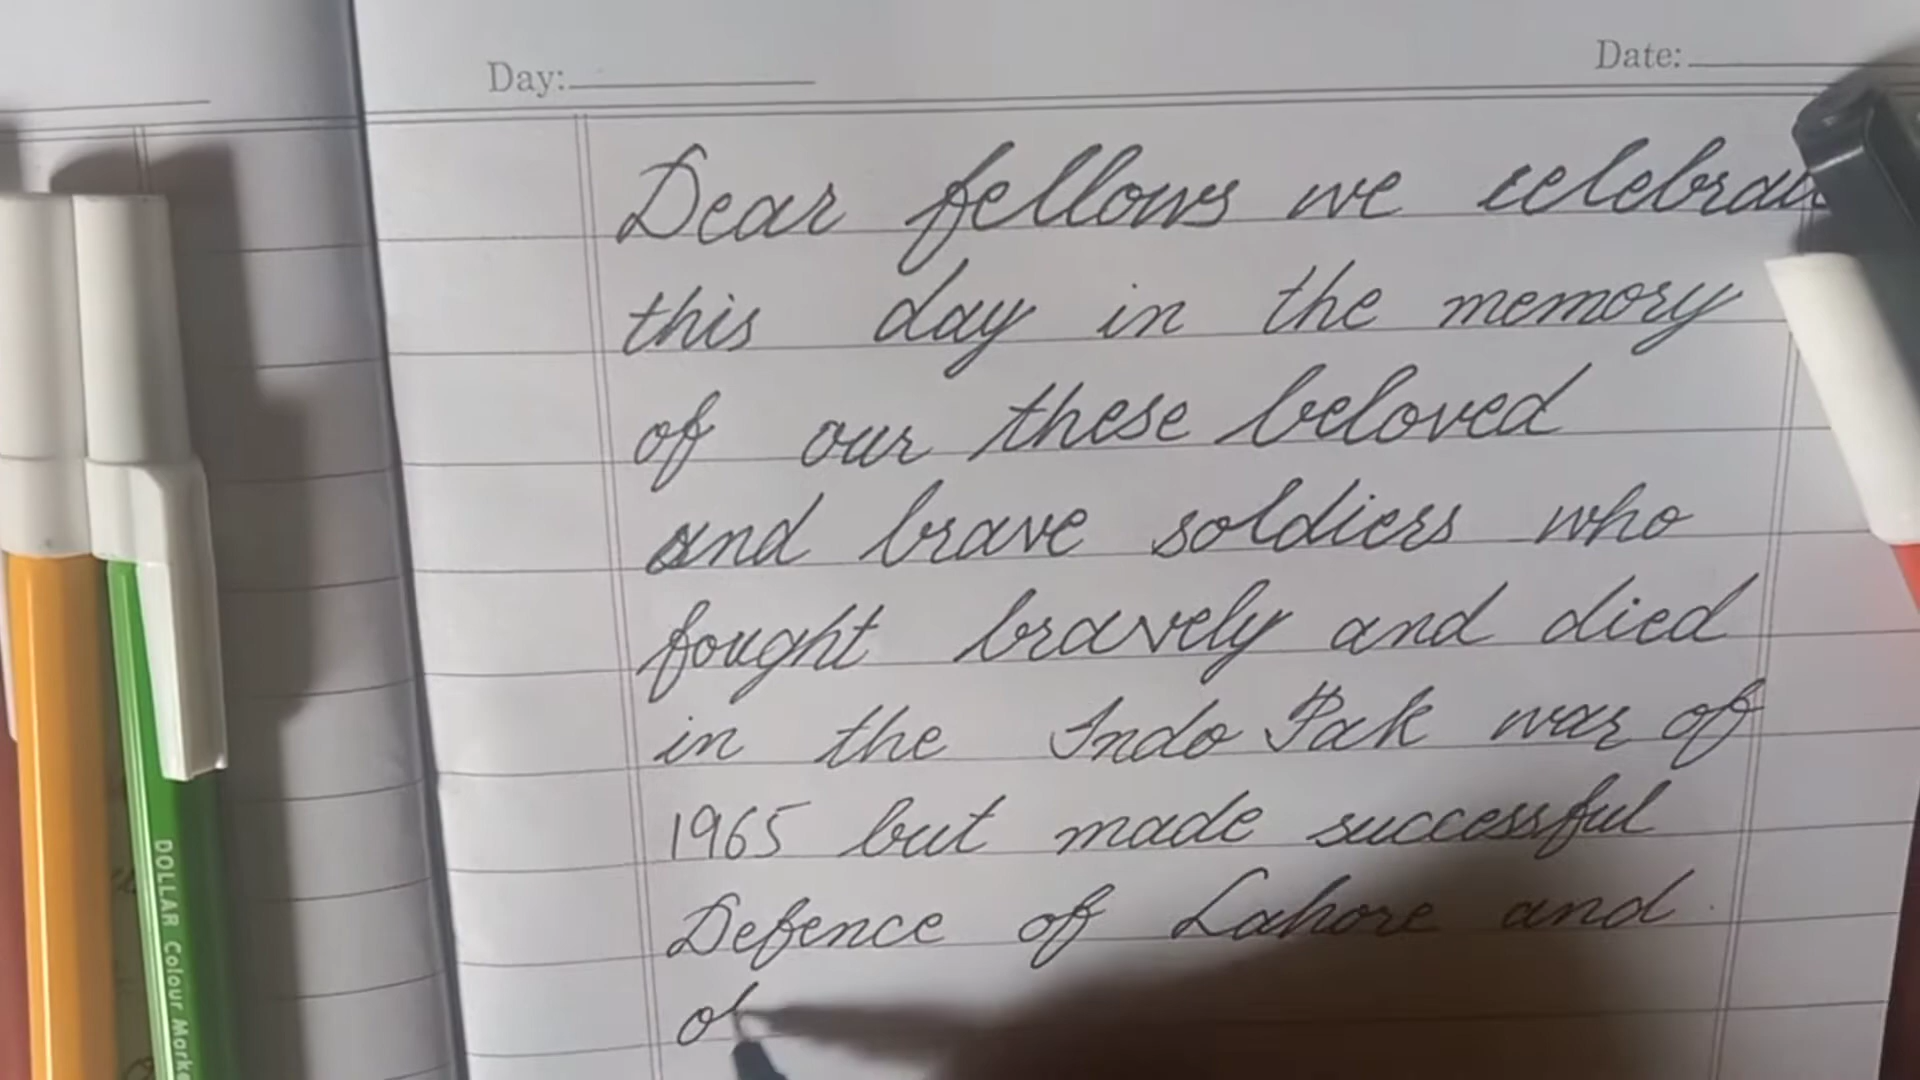 Day:
Date:
Dear fellows we celebrate
this day in the memory
of our these beloved
and brave soldiers who
fought bravely and died
in the Indo Pak war of
1965 but made successful
Defence of Lahore and
DOLLAR Colour Marke